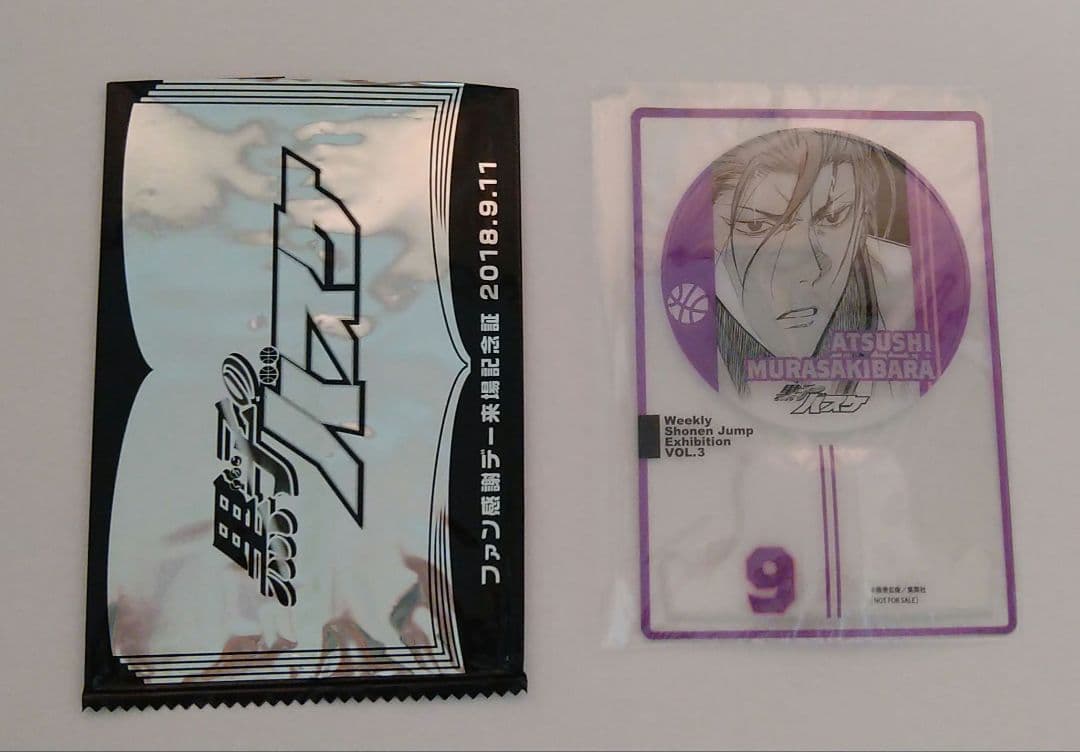 黒子のバスケ
ファン感謝デー来場記念証 2018.9.11
ATSUSHI
MURASAKIBARA
黒子の
バスケ
Weekly
Shonen Jump
Exhibition
VOL.3
9
©藤巻忠俊／集英社
[NOT FOR SALE]